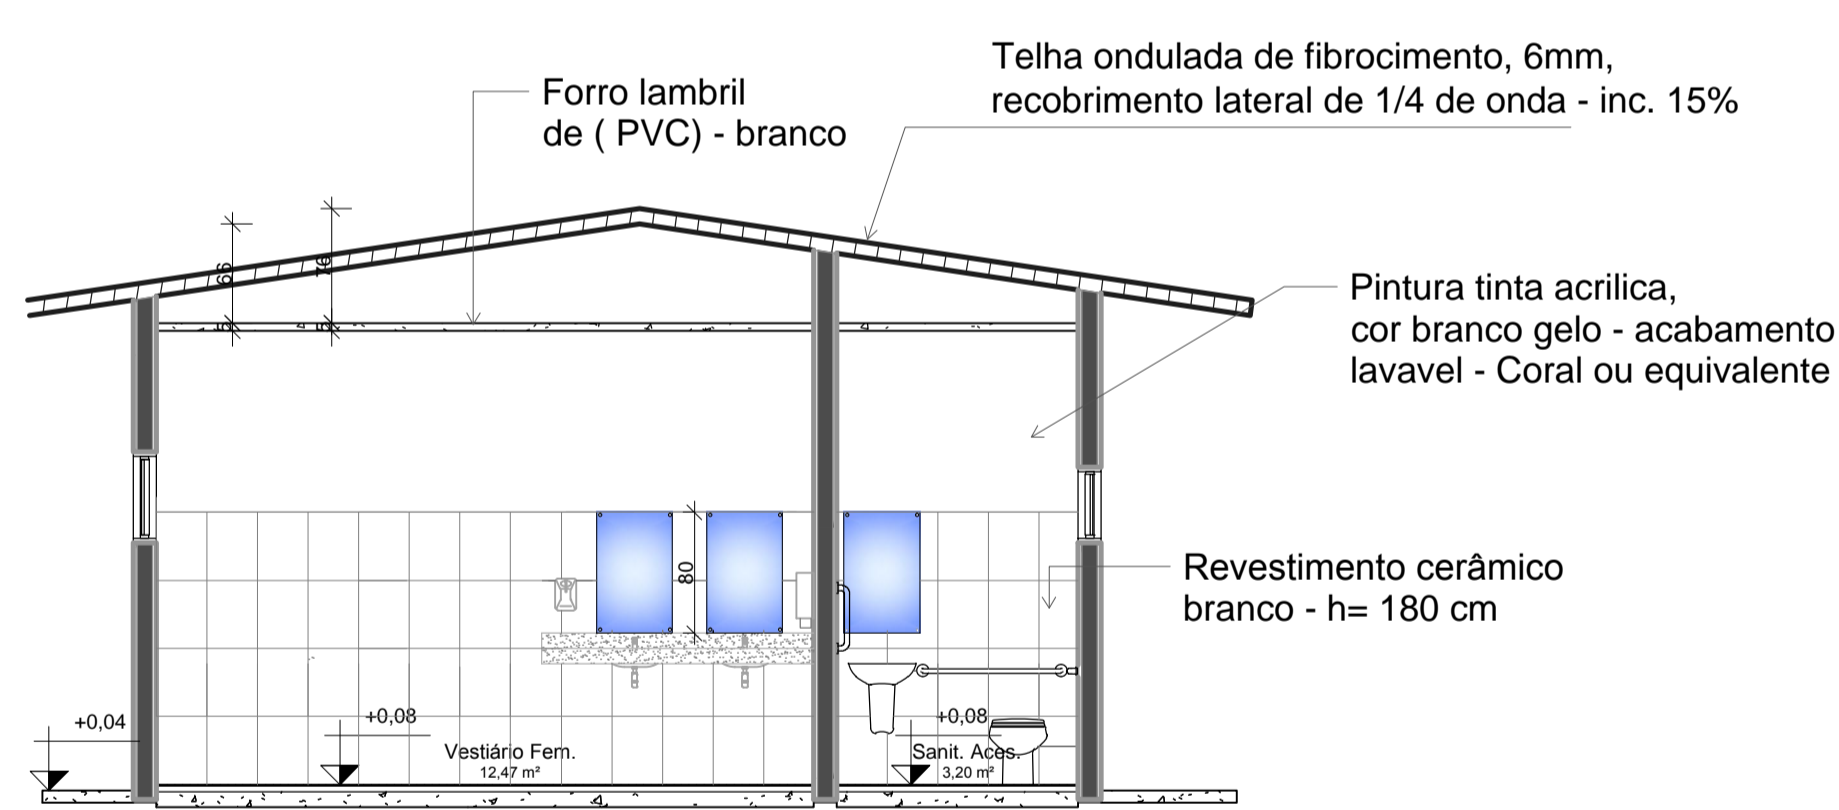 Telha ondulada de fibrocimento, 6mm,
recobrimento lateral de 1/4 de onda - inc. 15%
Forro lambril
de ( PVC) - branco
66
76
5
5
Pintura tinta acrilica,
cor branco gelo - acabamento
lavavel - Coral ou equivalente
80
Revestimento cerâmico
branco - h= 180 cm
+0,04
+0,08
+0,08
Vestiário Fem.
12,47 m²
Sanit. Aces.
3,20 m²